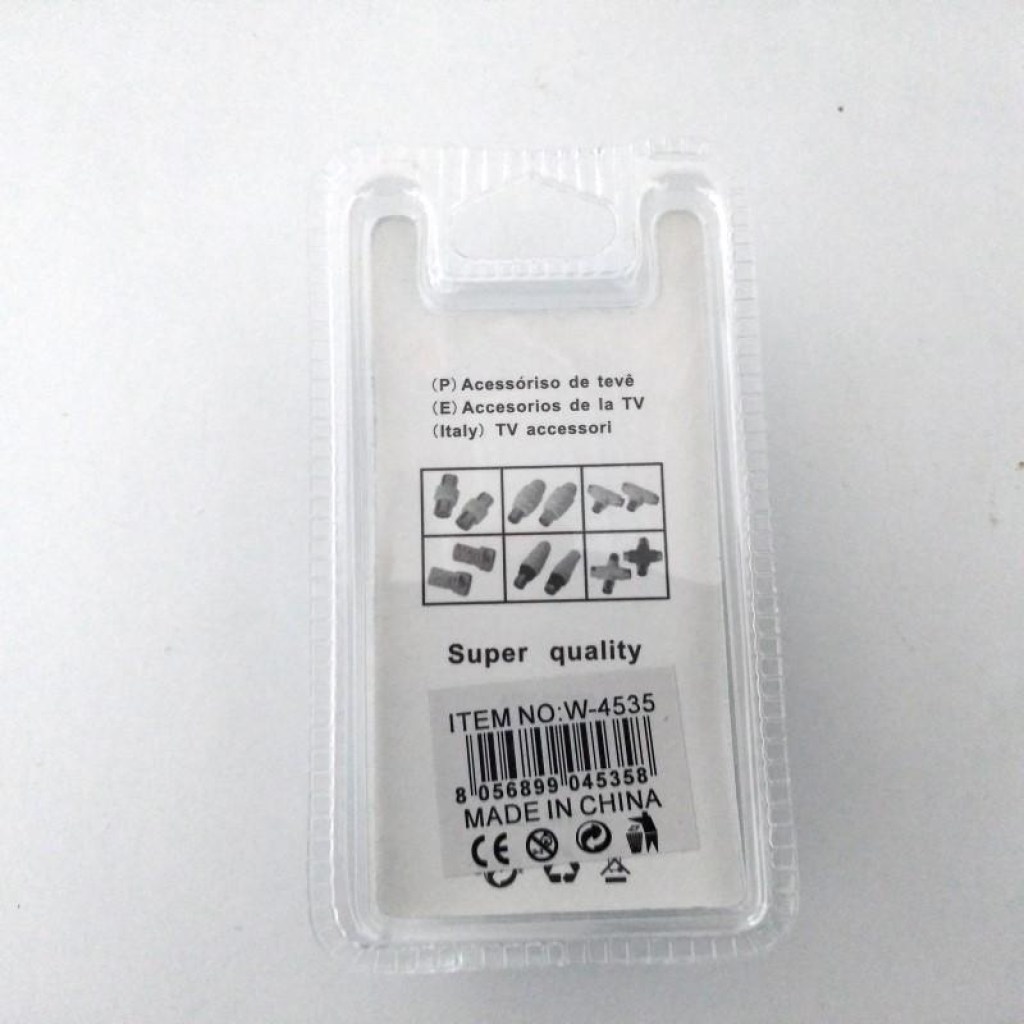 (P) Acessóriso de tevê
(E) Accesorios de la TV
(Italy) TV accessori
Super quality
ITEM NO:W-4535
8 056899 045358
MADE IN CHINA
CE